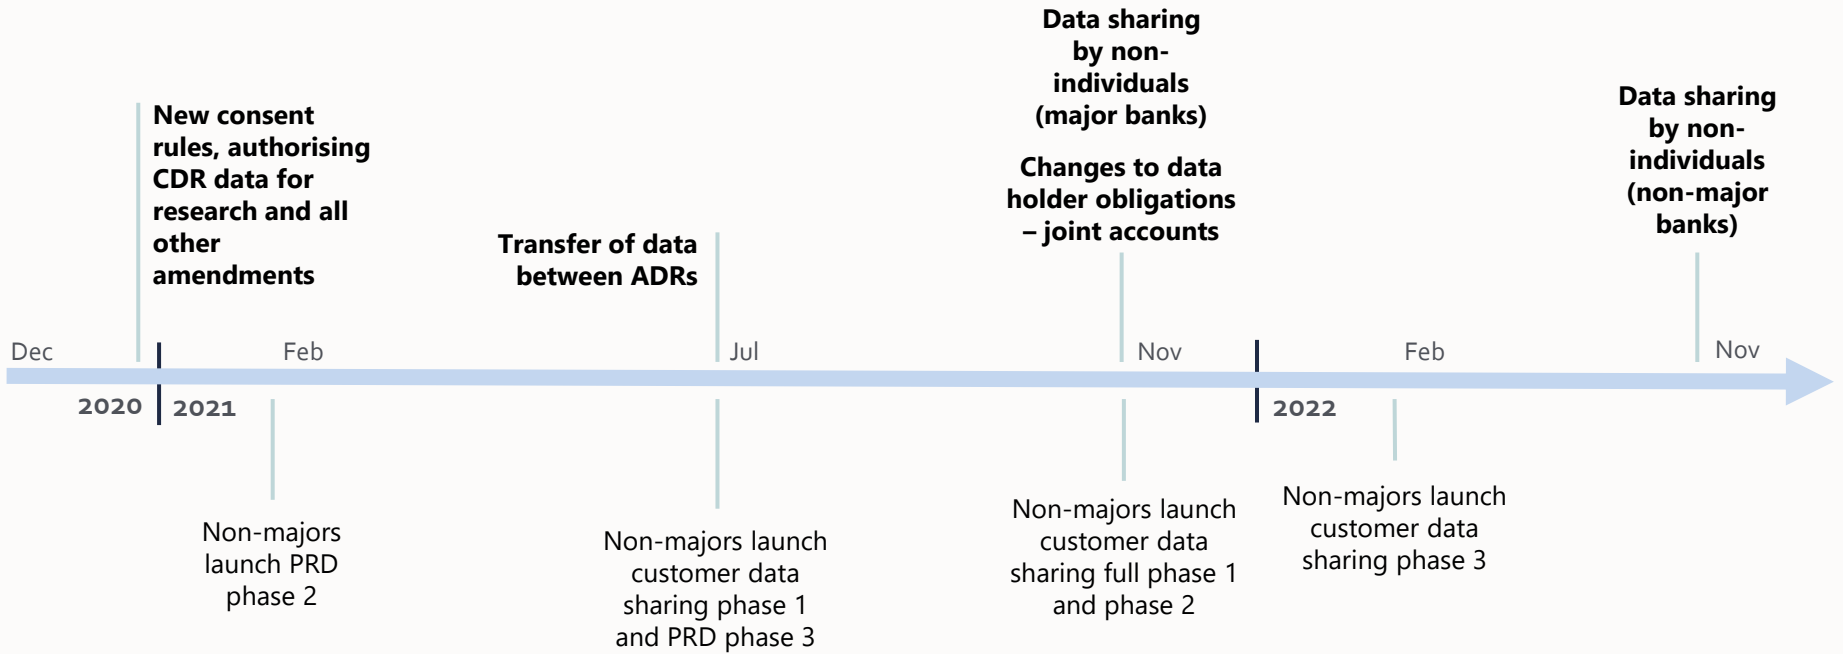 New consent
rules, authorising
CDR data for
research and all
other
amendments
Transfer of data
between ADRs
Data sharing
by non-
individuals
(major banks)
Changes to data
holder obligations
– joint accounts
Data sharing
by non-
individuals
(non-major
banks)
Dec
Feb
Jul
Nov
Feb
Nov
2020
2021
2022
Non-majors
launch PRD
phase 2
Non-majors launch
customer data
sharing phase 1
and PRD phase 3
Non-majors launch
customer data
sharing full phase 1
and phase 2
Non-majors launch
customer data
sharing phase 3